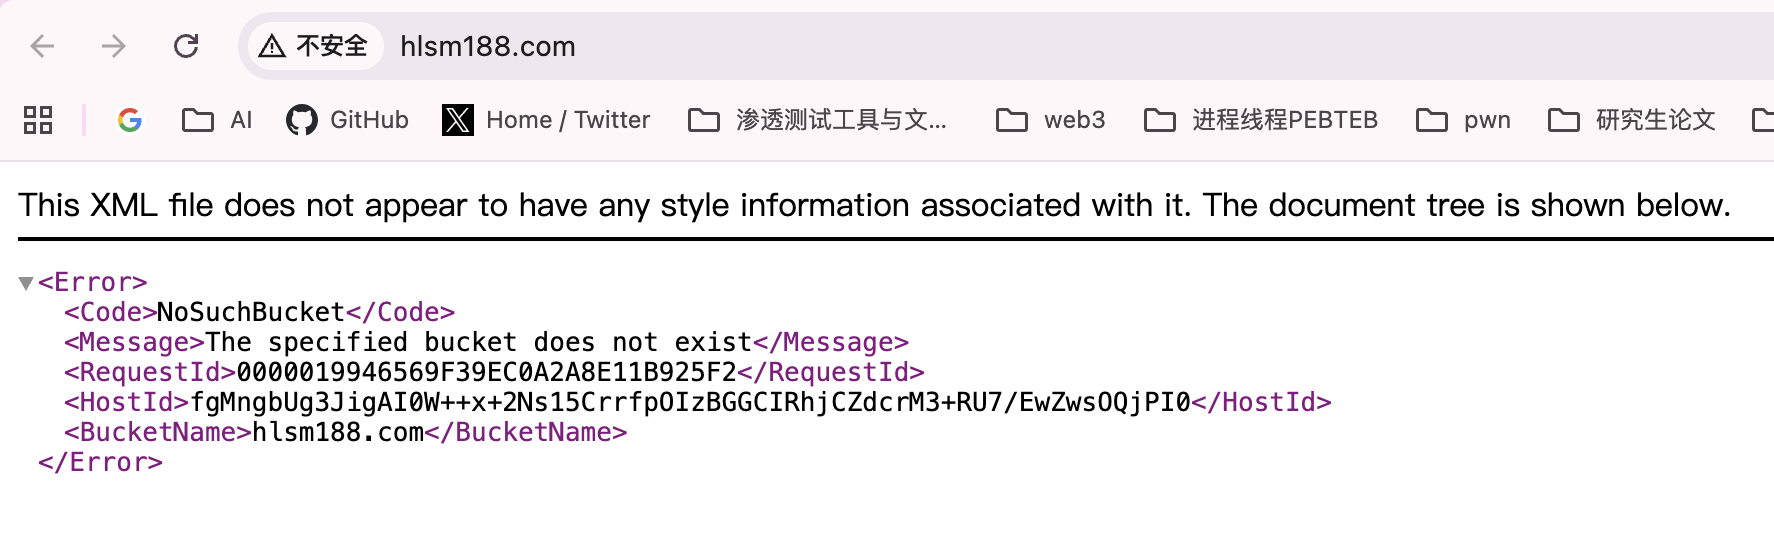 不安全 hlsm188.com
AI GitHub Home / Twitter 渗透测试工具与文... web3 进程线程PEBTEB pwn 研究生论文
This XML file does not appear to have any style information associated with it. The document tree is shown below.
<Error>
<Code>NoSuchBucket</Code>
<Message>The specified bucket does not exist</Message>
<RequestId>0000019946569F39EC0A2A8E11B925F2</RequestId>
<HostId>fgMngbUg3JigAI0W++x+2Ns15CrrfpOIzBGGCIRhjCZdcrM3+RU7/EwZwsOQjPI0</HostId>
<BucketName>hlsm188.com</BucketName>
</Error>